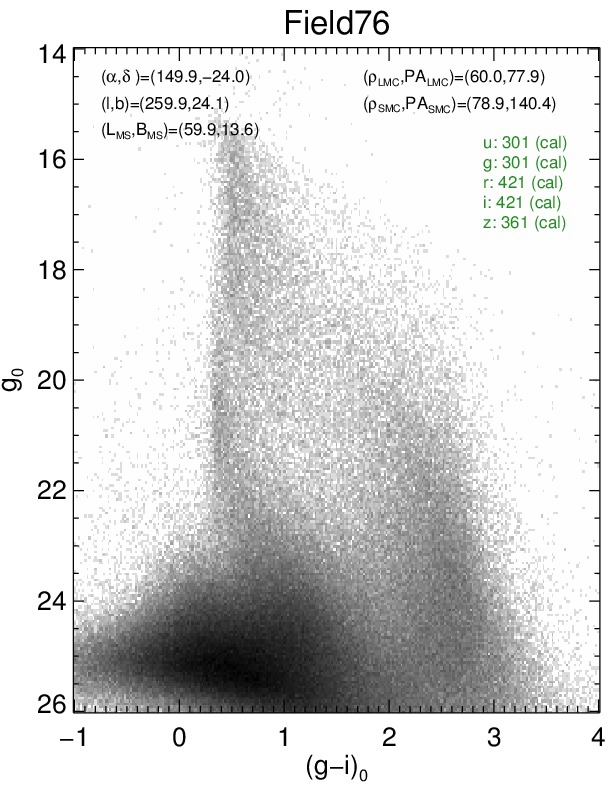 Field76
(α,δ )=(149.9,−24.0)
(l,b)=(259.9,24.1)
(LMS,BMS)=(59.9,13.6)
(ρLMC,PALMC)=(60.0,77.9)
(ρSMC,PASMC)=(78.9,140.4)
u: 301 (cal)
g: 301 (cal)
r: 421 (cal)
i: 421 (cal)
z: 361 (cal)
14
16
18
20
22
24
26
g0
−1 0 1 2 3 4
(g−i)0